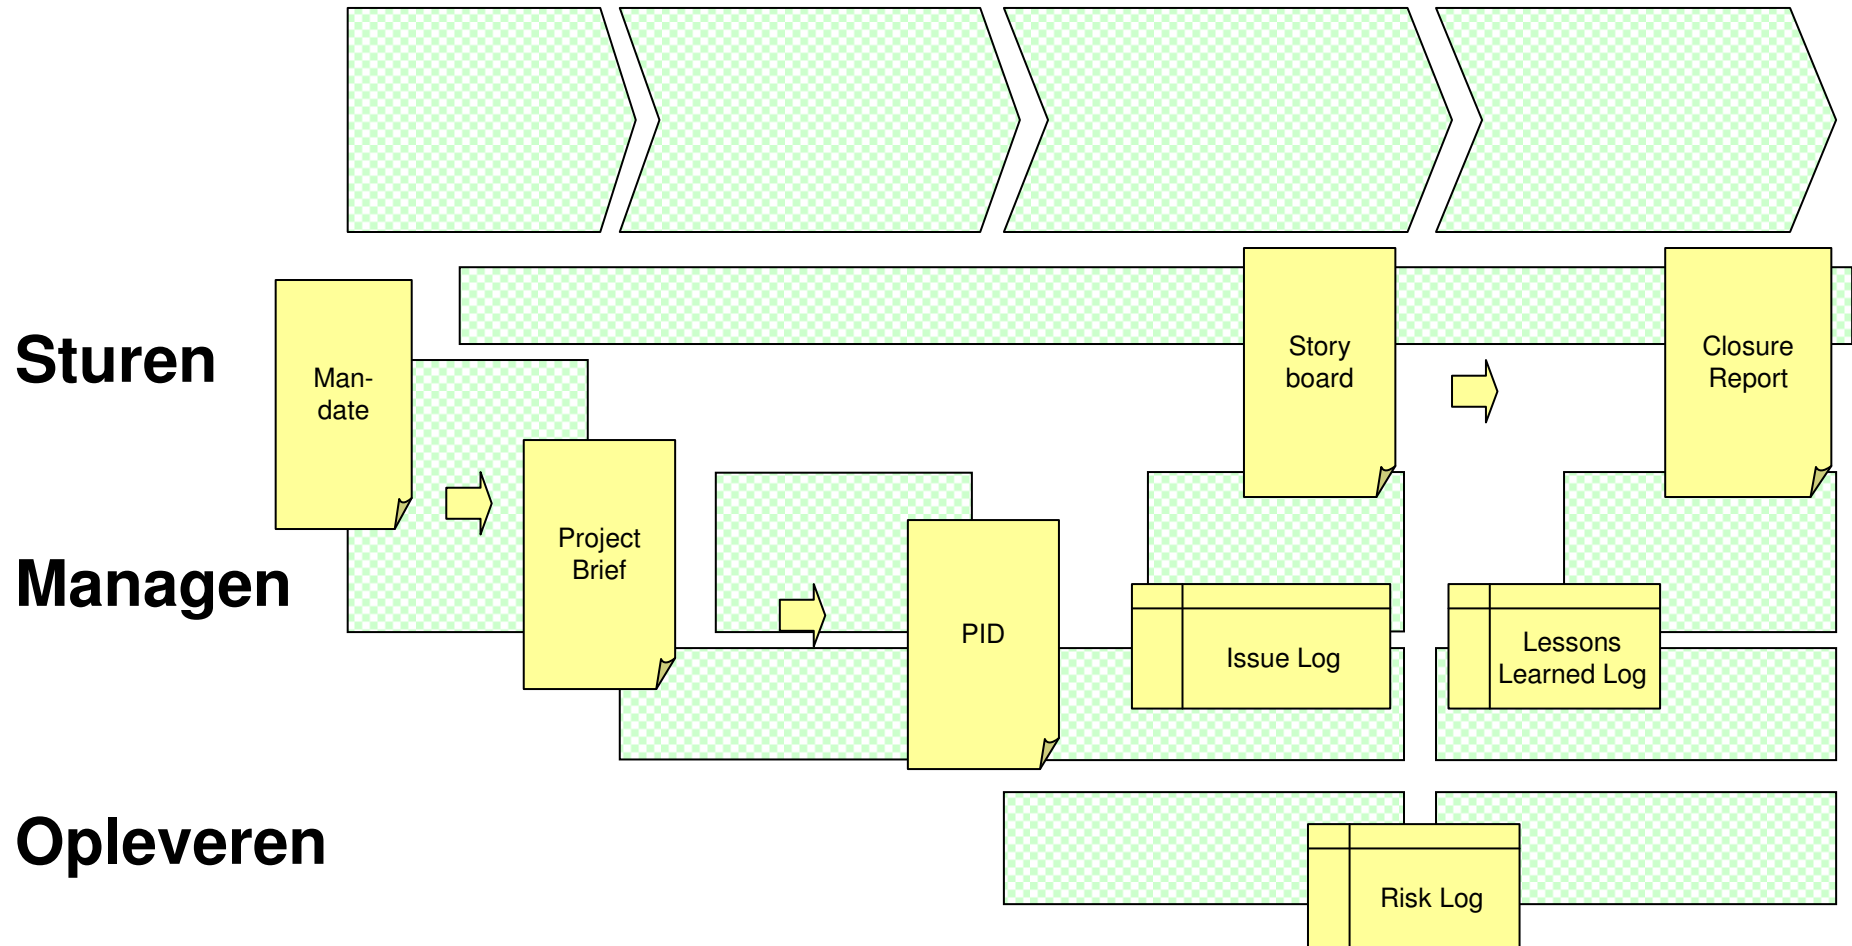 Sturen
Man-
date
Story
board
Closure
Report
Managen
Project
Brief
PID
Issue Log
Lessons
Learned Log
Opleveren
Risk Log